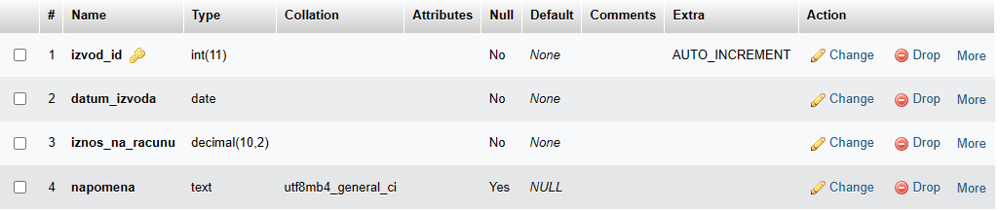 # Name Type Collation Attributes Null Default Comments Extra Action
1 izvod_id int(11) No None AUTO_INCREMENT Change Drop More
2 datum_izvoda date No None Change Drop More
3 iznos_na_racunu decimal(10,2) No None Change Drop More
4 napomena text utf8mb4_general_ci Yes NULL Change Drop More